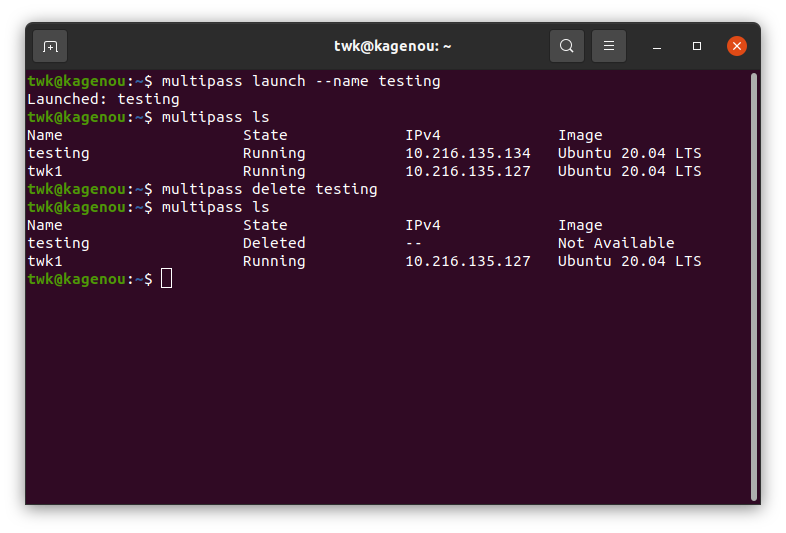 twk@kagenou: ~
twk@kagenou:~$ multipass launch --name testing
Launched: testing
twk@kagenou:~$ multipass ls
Name                    State             IPv4             Image
testing                 Running           10.216.135.134   Ubuntu 20.04 LTS
twk1                    Running           10.216.135.127   Ubuntu 20.04 LTS
twk@kagenou:~$ multipass delete testing
twk@kagenou:~$ multipass ls
Name                    State             IPv4             Image
testing                 Deleted           --               Not Available
twk1                    Running           10.216.135.127   Ubuntu 20.04 LTS
twk@kagenou:~$